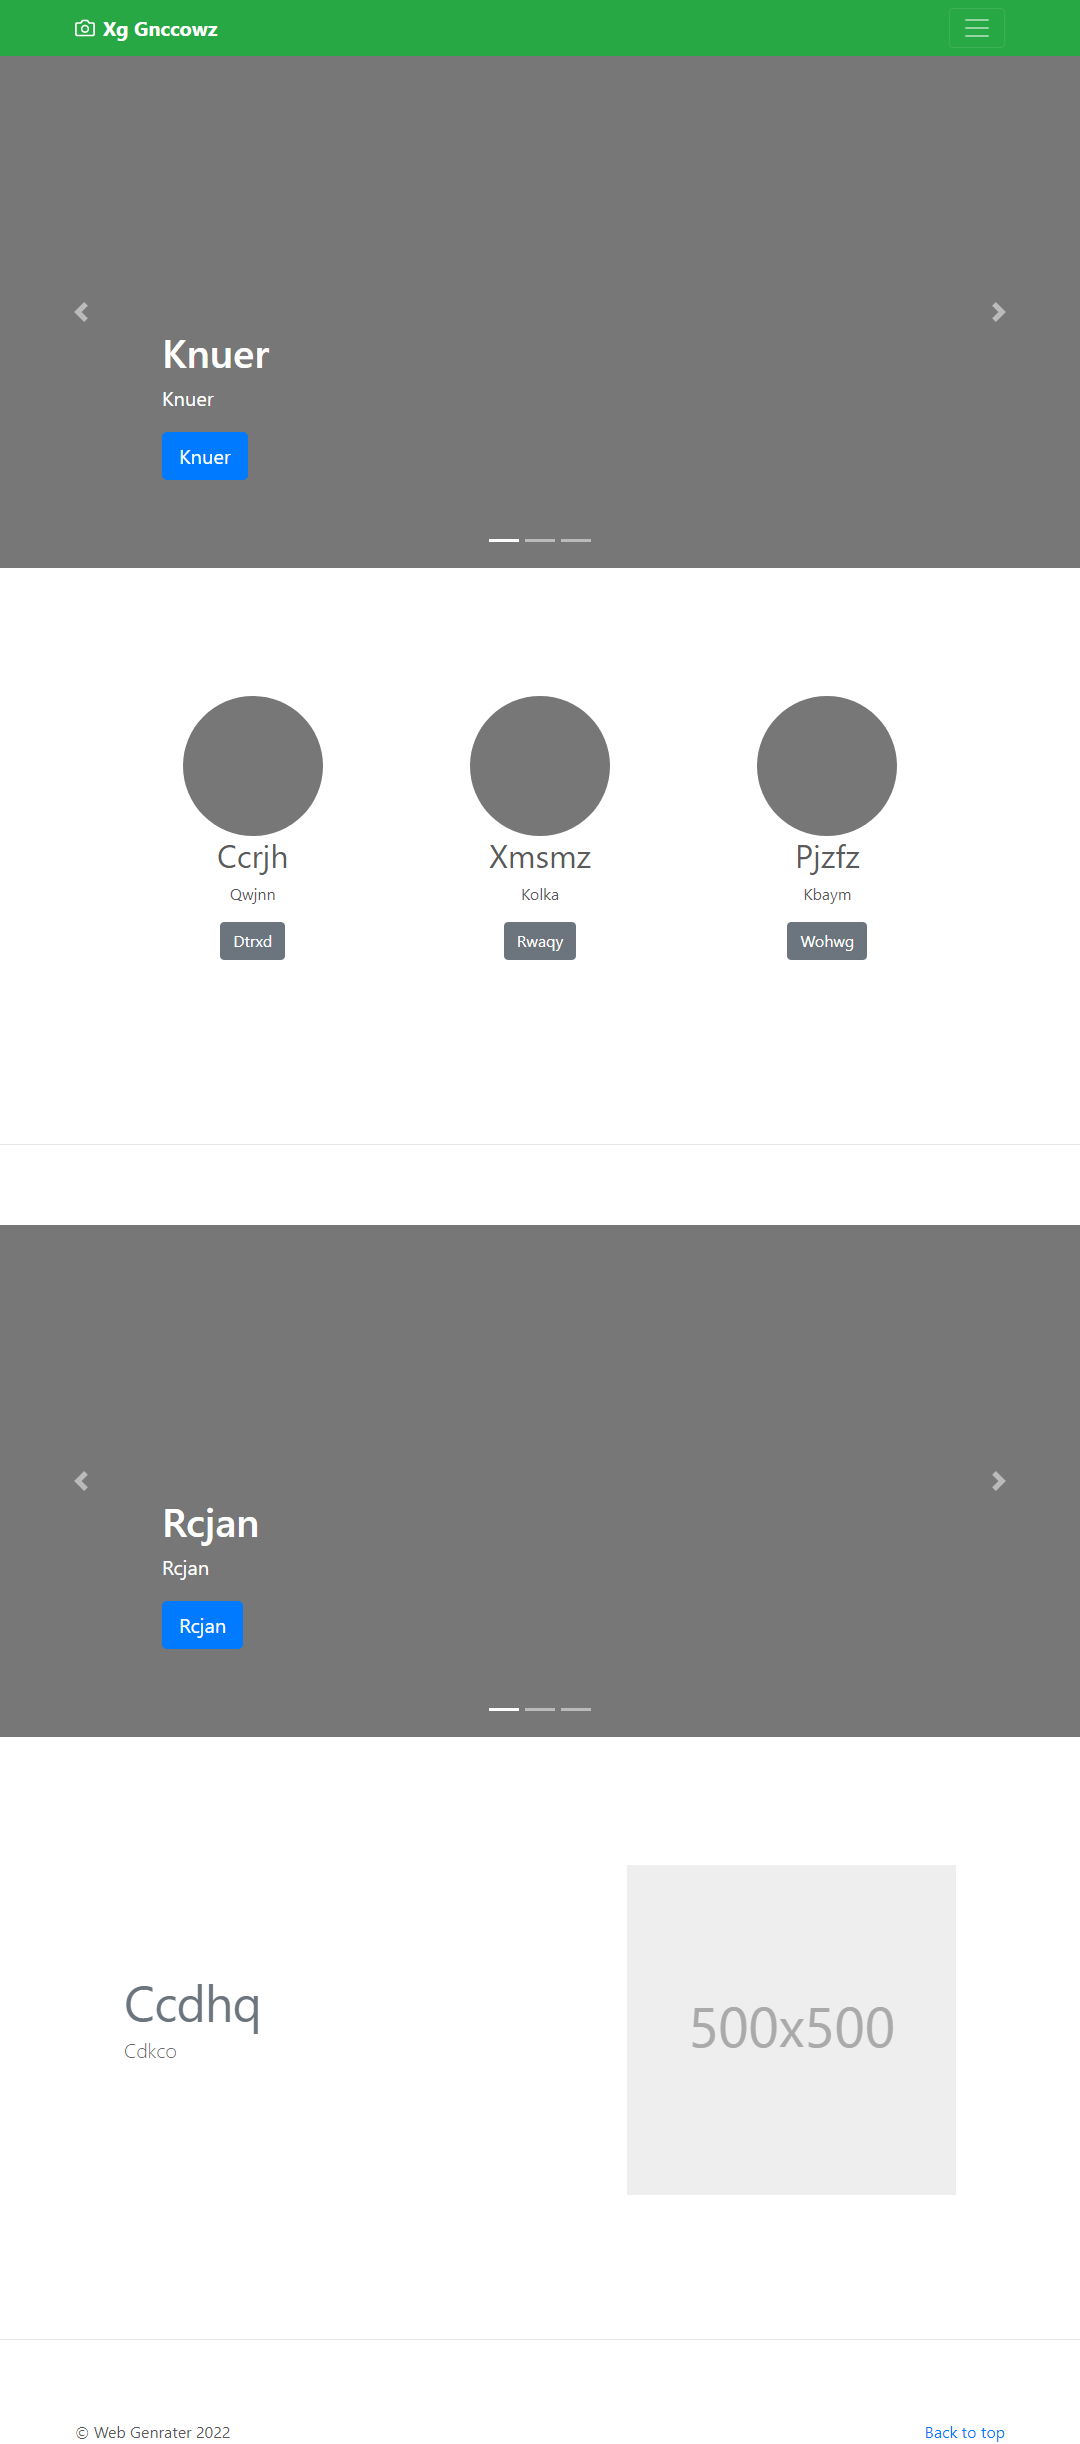 Xg Gnccowz
Knuer
Knuer
Knuer
Ccrjh
Qwjnn
Dtrxd
Xmsmz
Kolka
Rwaqy
Pjzfz
Kbaym
Wohwg
Rcjan
Rcjan
Rcjan
Ccdhq
Cdkco
500x500
© Web Genrater 2022
Back to top